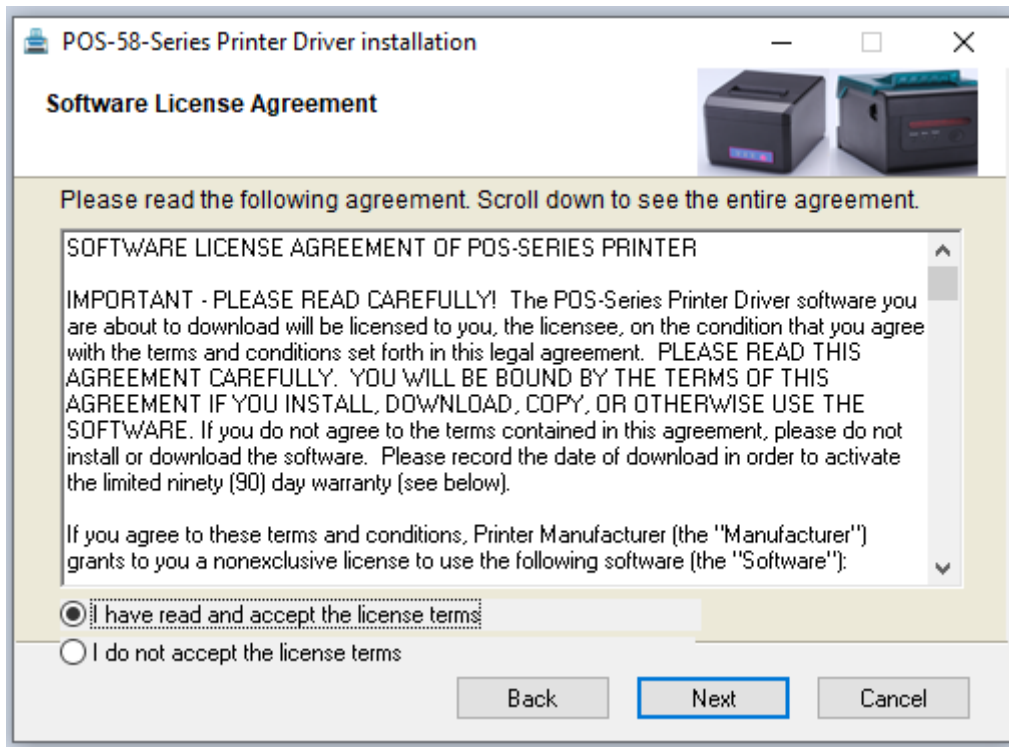 POS-58-Series Printer Driver installation
Software License Agreement
Please read the following agreement. Scroll down to see the entire agreement.
SOFTWARE LICENSE AGREEMENT OF POS-SERIES PRINTER
IMPORTANT - PLEASE READ CAREFULLY!  The POS-Series Printer Driver software you
are about to download will be licensed to you, the licensee, on the condition that you agree
with the terms and conditions set forth in this legal agreement.  PLEASE READ THIS
AGREEMENT CAREFULLY.  YOU WILL BE BOUND BY THE TERMS OF THIS
AGREEMENT IF YOU INSTALL, DOWNLOAD, COPY, OR OTHERWISE USE THE
SOFTWARE. If you do not agree to the terms contained in this agreement, please do not
install or download the software.  Please record the date of download in order to activate
the limited ninety (90) day warranty (see below).
If you agree to these terms and conditions, Printer Manufacturer (the "Manufacturer")
grants to you a nonexclusive license to use the following software (the "Software"):
I have read and accept the license terms
I do not accept the license terms
Back
Next
Cancel